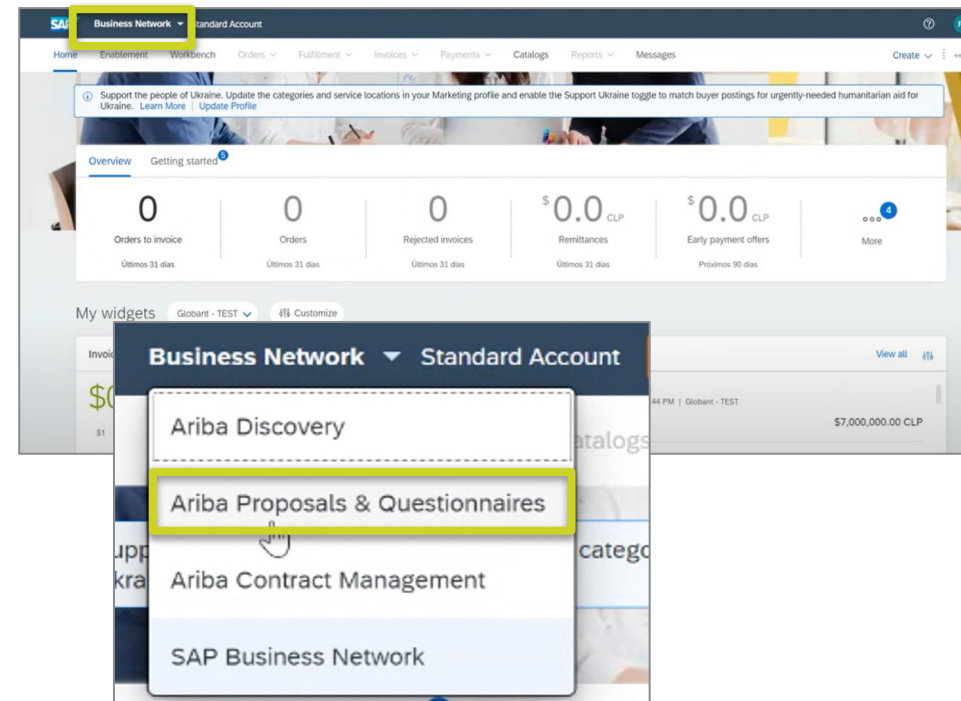 SAP Business Network Standard Account
Home Enablement Workbench Orders Fulfillment Invoices Payments Catalogs Reports Messages Create
Support the people of Ukraine. Update the categories and service locations in your Marketing profile and enable the Support Ukraine toggle to match buyer postings for urgently-needed humanitarian aid for
Ukraine. Learn More | Update Profile
Overview Getting started 5
0 0 0 $ 0.0 CLP $ 0.0 CLP 4
Orders to invoice Orders Rejected invoices Remittances Early payment offers More
Últimos 31 días Últimos 31 días Últimos 31 días Últimos 31 días Próximos 90 días
My widgets Globant - TEST Customize
View all
44 PM | Globant - TEST
$7,000,000.00 CLP
$1
Business Network Standard Account
Ariba Discovery
atalogs
Ariba Proposals & Questionnaires
upp catego
kra Ariba Contract Management
SAP Business Network